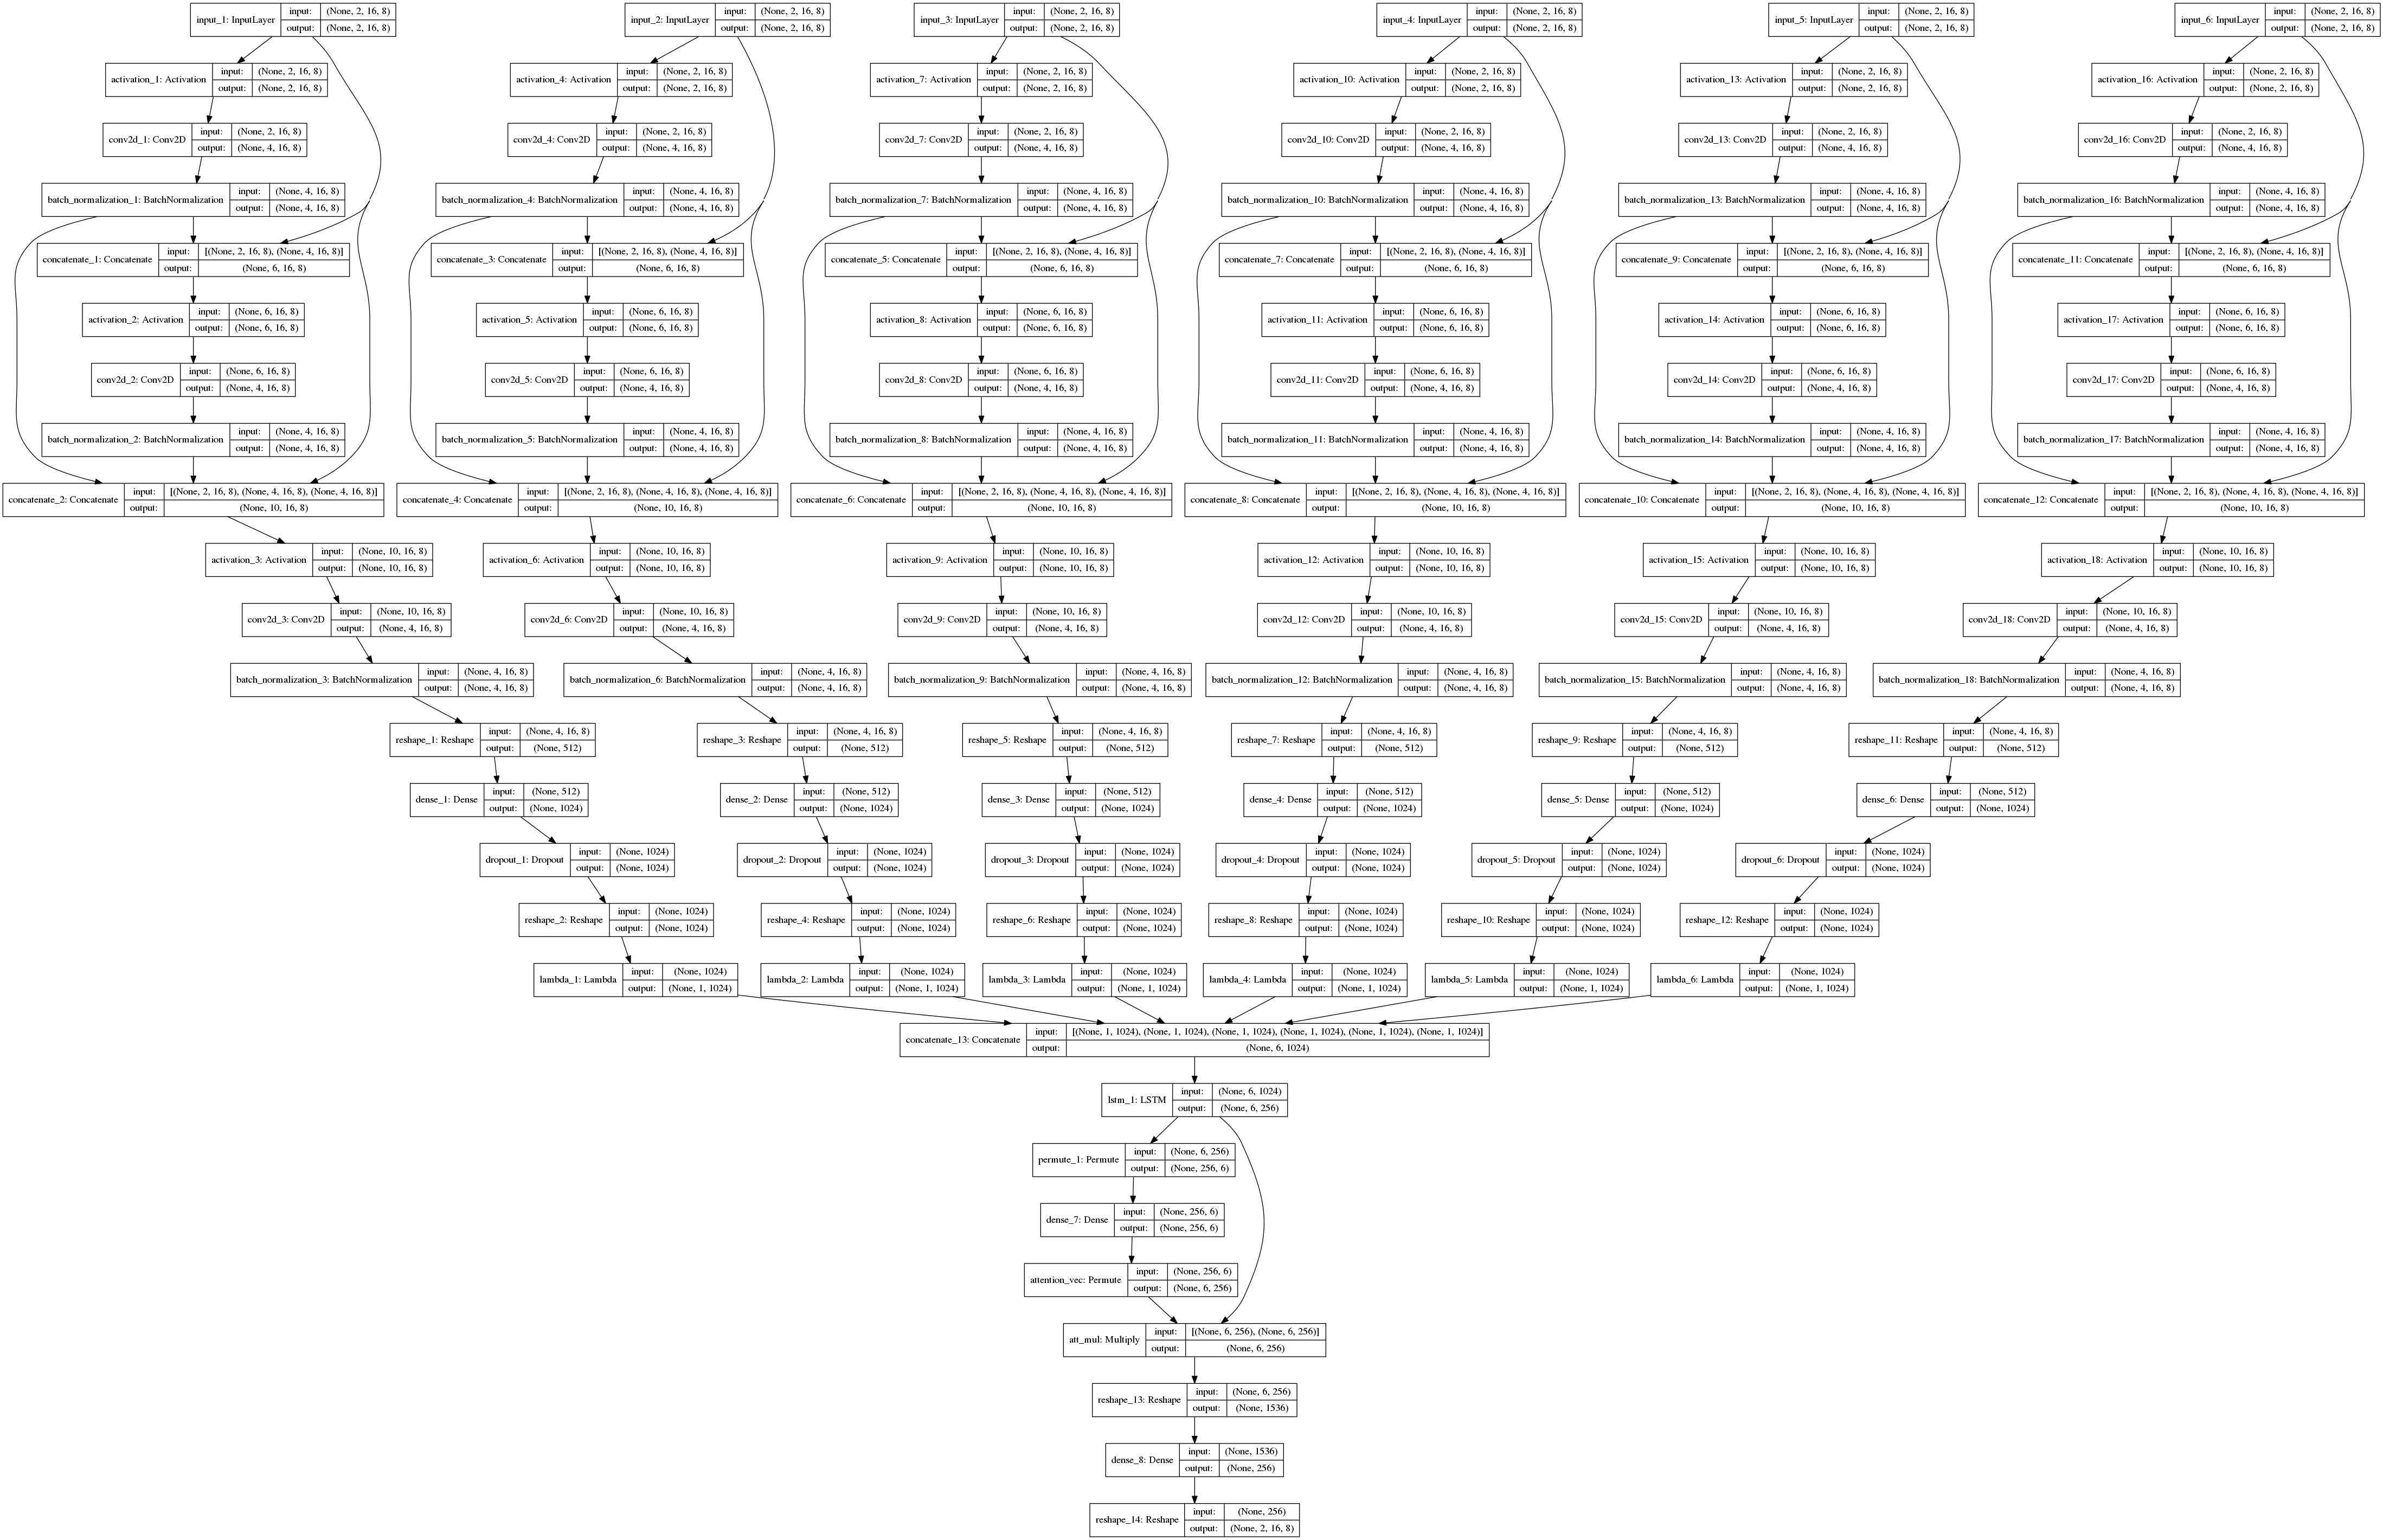 input_1: InputLayer
input: (None, 2, 16, 8)
output: (None, 2, 16, 8)
input_2: InputLayer
input: (None, 2, 16, 8)
output: (None, 2, 16, 8)
input_3: InputLayer
input: (None, 2, 16, 8)
output: (None, 2, 16, 8)
input_4: InputLayer
input: (None, 2, 16, 8)
output: (None, 2, 16, 8)
input_5: InputLayer
input: (None, 2, 16, 8)
output: (None, 2, 16, 8)
input_6: InputLayer
input: (None, 2, 16, 8)
output: (None, 2, 16, 8)
activation_1: Activation
input: (None, 2, 16, 8)
output: (None, 2, 16, 8)
activation_4: Activation
input: (None, 2, 16, 8)
output: (None, 2, 16, 8)
activation_7: Activation
input: (None, 2, 16, 8)
output: (None, 2, 16, 8)
activation_10: Activation
input: (None, 2, 16, 8)
output: (None, 2, 16, 8)
activation_13: Activation
input: (None, 2, 16, 8)
output: (None, 2, 16, 8)
activation_16: Activation
input: (None, 2, 16, 8)
output: (None, 2, 16, 8)
conv2d_1: Conv2D
input: (None, 2, 16, 8)
output: (None, 4, 16, 8)
conv2d_4: Conv2D
input: (None, 2, 16, 8)
output: (None, 4, 16, 8)
conv2d_7: Conv2D
input: (None, 2, 16, 8)
output: (None, 4, 16, 8)
conv2d_10: Conv2D
input: (None, 2, 16, 8)
output: (None, 4, 16, 8)
conv2d_13: Conv2D
input: (None, 2, 16, 8)
output: (None, 4, 16, 8)
conv2d_16: Conv2D
input: (None, 2, 16, 8)
output: (None, 4, 16, 8)
batch_normalization_1: BatchNormalization
input: (None, 4, 16, 8)
output: (None, 4, 16, 8)
batch_normalization_4: BatchNormalization
input: (None, 4, 16, 8)
output: (None, 4, 16, 8)
batch_normalization_7: BatchNormalization
input: (None, 4, 16, 8)
output: (None, 4, 16, 8)
batch_normalization_10: BatchNormalization
input: (None, 4, 16, 8)
output: (None, 4, 16, 8)
batch_normalization_13: BatchNormalization
input: (None, 4, 16, 8)
output: (None, 4, 16, 8)
batch_normalization_16: BatchNormalization
input: (None, 4, 16, 8)
output: (None, 4, 16, 8)
concatenate_1: Concatenate
input: [(None, 2, 16, 8), (None, 4, 16, 8)]
output: (None, 6, 16, 8)
concatenate_3: Concatenate
input: [(None, 2, 16, 8), (None, 4, 16, 8)]
output: (None, 6, 16, 8)
concatenate_5: Concatenate
input: [(None, 2, 16, 8), (None, 4, 16, 8)]
output: (None, 6, 16, 8)
concatenate_7: Concatenate
input: [(None, 2, 16, 8), (None, 4, 16, 8)]
output: (None, 6, 16, 8)
concatenate_9: Concatenate
input: [(None, 2, 16, 8), (None, 4, 16, 8)]
output: (None, 6, 16, 8)
concatenate_11: Concatenate
input: [(None, 2, 16, 8), (None, 4, 16, 8)]
output: (None, 6, 16, 8)
activation_2: Activation
input: (None, 6, 16, 8)
output: (None, 6, 16, 8)
activation_5: Activation
input: (None, 6, 16, 8)
output: (None, 6, 16, 8)
activation_8: Activation
input: (None, 6, 16, 8)
output: (None, 6, 16, 8)
activation_11: Activation
input: (None, 6, 16, 8)
output: (None, 6, 16, 8)
activation_14: Activation
input: (None, 6, 16, 8)
output: (None, 6, 16, 8)
activation_17: Activation
input: (None, 6, 16, 8)
output: (None, 6, 16, 8)
conv2d_2: Conv2D
input: (None, 6, 16, 8)
output: (None, 4, 16, 8)
conv2d_5: Conv2D
input: (None, 6, 16, 8)
output: (None, 4, 16, 8)
conv2d_8: Conv2D
input: (None, 6, 16, 8)
output: (None, 4, 16, 8)
conv2d_11: Conv2D
input: (None, 6, 16, 8)
output: (None, 4, 16, 8)
conv2d_14: Conv2D
input: (None, 6, 16, 8)
output: (None, 4, 16, 8)
conv2d_17: Conv2D
input: (None, 6, 16, 8)
output: (None, 4, 16, 8)
batch_normalization_2: BatchNormalization
input: (None, 4, 16, 8)
output: (None, 4, 16, 8)
batch_normalization_5: BatchNormalization
input: (None, 4, 16, 8)
output: (None, 4, 16, 8)
batch_normalization_8: BatchNormalization
input: (None, 4, 16, 8)
output: (None, 4, 16, 8)
batch_normalization_11: BatchNormalization
input: (None, 4, 16, 8)
output: (None, 4, 16, 8)
batch_normalization_14: BatchNormalization
input: (None, 4, 16, 8)
output: (None, 4, 16, 8)
batch_normalization_17: BatchNormalization
input: (None, 4, 16, 8)
output: (None, 4, 16, 8)
concatenate_2: Concatenate
input: [(None, 2, 16, 8), (None, 4, 16, 8), (None, 4, 16, 8)]
output: (None, 10, 16, 8)
concatenate_4: Concatenate
input: [(None, 2, 16, 8), (None, 4, 16, 8), (None, 4, 16, 8)]
output: (None, 10, 16, 8)
concatenate_6: Concatenate
input: [(None, 2, 16, 8), (None, 4, 16, 8), (None, 4, 16, 8)]
output: (None, 10, 16, 8)
concatenate_8: Concatenate
input: [(None, 2, 16, 8), (None, 4, 16, 8), (None, 4, 16, 8)]
output: (None, 10, 16, 8)
concatenate_10: Concatenate
input: [(None, 2, 16, 8), (None, 4, 16, 8), (None, 4, 16, 8)]
output: (None, 10, 16, 8)
concatenate_12: Concatenate
input: [(None, 2, 16, 8), (None, 4, 16, 8), (None, 4, 16, 8)]
output: (None, 10, 16, 8)
activation_3: Activation
input: (None, 10, 16, 8)
output: (None, 10, 16, 8)
activation_6: Activation
input: (None, 10, 16, 8)
output: (None, 10, 16, 8)
activation_9: Activation
input: (None, 10, 16, 8)
output: (None, 10, 16, 8)
activation_12: Activation
input: (None, 10, 16, 8)
output: (None, 10, 16, 8)
activation_15: Activation
input: (None, 10, 16, 8)
output: (None, 10, 16, 8)
activation_18: Activation
input: (None, 10, 16, 8)
output: (None, 10, 16, 8)
conv2d_3: Conv2D
input: (None, 10, 16, 8)
output: (None, 4, 16, 8)
conv2d_6: Conv2D
input: (None, 10, 16, 8)
output: (None, 4, 16, 8)
conv2d_9: Conv2D
input: (None, 10, 16, 8)
output: (None, 4, 16, 8)
conv2d_12: Conv2D
input: (None, 10, 16, 8)
output: (None, 4, 16, 8)
conv2d_15: Conv2D
input: (None, 10, 16, 8)
output: (None, 4, 16, 8)
conv2d_18: Conv2D
input: (None, 10, 16, 8)
output: (None, 4, 16, 8)
batch_normalization_3: BatchNormalization
input: (None, 4, 16, 8)
output: (None, 4, 16, 8)
batch_normalization_6: BatchNormalization
input: (None, 4, 16, 8)
output: (None, 4, 16, 8)
batch_normalization_9: BatchNormalization
input: (None, 4, 16, 8)
output: (None, 4, 16, 8)
batch_normalization_12: BatchNormalization
input: (None, 4, 16, 8)
output: (None, 4, 16, 8)
batch_normalization_15: BatchNormalization
input: (None, 4, 16, 8)
output: (None, 4, 16, 8)
batch_normalization_18: BatchNormalization
input: (None, 4, 16, 8)
output: (None, 4, 16, 8)
reshape_1: Reshape
input: (None, 4, 16, 8)
output: (None, 512)
reshape_3: Reshape
input: (None, 4, 16, 8)
output: (None, 512)
reshape_5: Reshape
input: (None, 4, 16, 8)
output: (None, 512)
reshape_7: Reshape
input: (None, 4, 16, 8)
output: (None, 512)
reshape_9: Reshape
input: (None, 4, 16, 8)
output: (None, 512)
reshape_11: Reshape
input: (None, 4, 16, 8)
output: (None, 512)
dense_1: Dense
input: (None, 512)
output: (None, 1024)
dense_2: Dense
input: (None, 512)
output: (None, 1024)
dense_3: Dense
input: (None, 512)
output: (None, 1024)
dense_4: Dense
input: (None, 512)
output: (None, 1024)
dense_5: Dense
input: (None, 512)
output: (None, 1024)
dense_6: Dense
input: (None, 512)
output: (None, 1024)
dropout_1: Dropout
input: (None, 1024)
output: (None, 1024)
dropout_2: Dropout
input: (None, 1024)
output: (None, 1024)
dropout_3: Dropout
input: (None, 1024)
output: (None, 1024)
dropout_4: Dropout
input: (None, 1024)
output: (None, 1024)
dropout_5: Dropout
input: (None, 1024)
output: (None, 1024)
dropout_6: Dropout
input: (None, 1024)
output: (None, 1024)
reshape_2: Reshape
input: (None, 1024)
output: (None, 1024)
reshape_4: Reshape
input: (None, 1024)
output: (None, 1024)
reshape_6: Reshape
input: (None, 1024)
output: (None, 1024)
reshape_8: Reshape
input: (None, 1024)
output: (None, 1024)
reshape_10: Reshape
input: (None, 1024)
output: (None, 1024)
reshape_12: Reshape
input: (None, 1024)
output: (None, 1024)
lambda_1: Lambda
input: (None, 1024)
output: (None, 1, 1024)
lambda_2: Lambda
input: (None, 1024)
output: (None, 1, 1024)
lambda_3: Lambda
input: (None, 1024)
output: (None, 1, 1024)
lambda_4: Lambda
input: (None, 1024)
output: (None, 1, 1024)
lambda_5: Lambda
input: (None, 1024)
output: (None, 1, 1024)
lambda_6: Lambda
input: (None, 1024)
output: (None, 1, 1024)
concatenate_13: Concatenate
input: [(None, 1, 1024), (None, 1, 1024), (None, 1, 1024), (None, 1, 1024), (None, 1, 1024), (None, 1, 1024)]
output: (None, 6, 1024)
lstm_1: LSTM
input: (None, 6, 1024)
output: (None, 6, 256)
permute_1: Permute
input: (None, 6, 256)
output: (None, 256, 6)
dense_7: Dense
input: (None, 256, 6)
output: (None, 256, 6)
attention_vec: Permute
input: (None, 256, 6)
output: (None, 6, 256)
att_mul: Multiply
input: [(None, 6, 256), (None, 6, 256)]
output: (None, 6, 256)
reshape_13: Reshape
input: (None, 6, 256)
output: (None, 1536)
dense_8: Dense
input: (None, 1536)
output: (None, 256)
reshape_14: Reshape
input: (None, 256)
output: (None, 2, 16, 8)